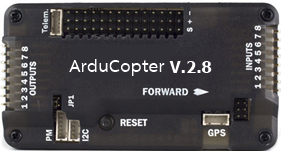 Telem
S + -
ArduCopter V.2.8
1 2 3 4 5 6 7 8
OUTPUTS
INPUTS
1 2 3 4 5 6 7 8
FORWARD
JP1
PM
I2C
RESET
GPS